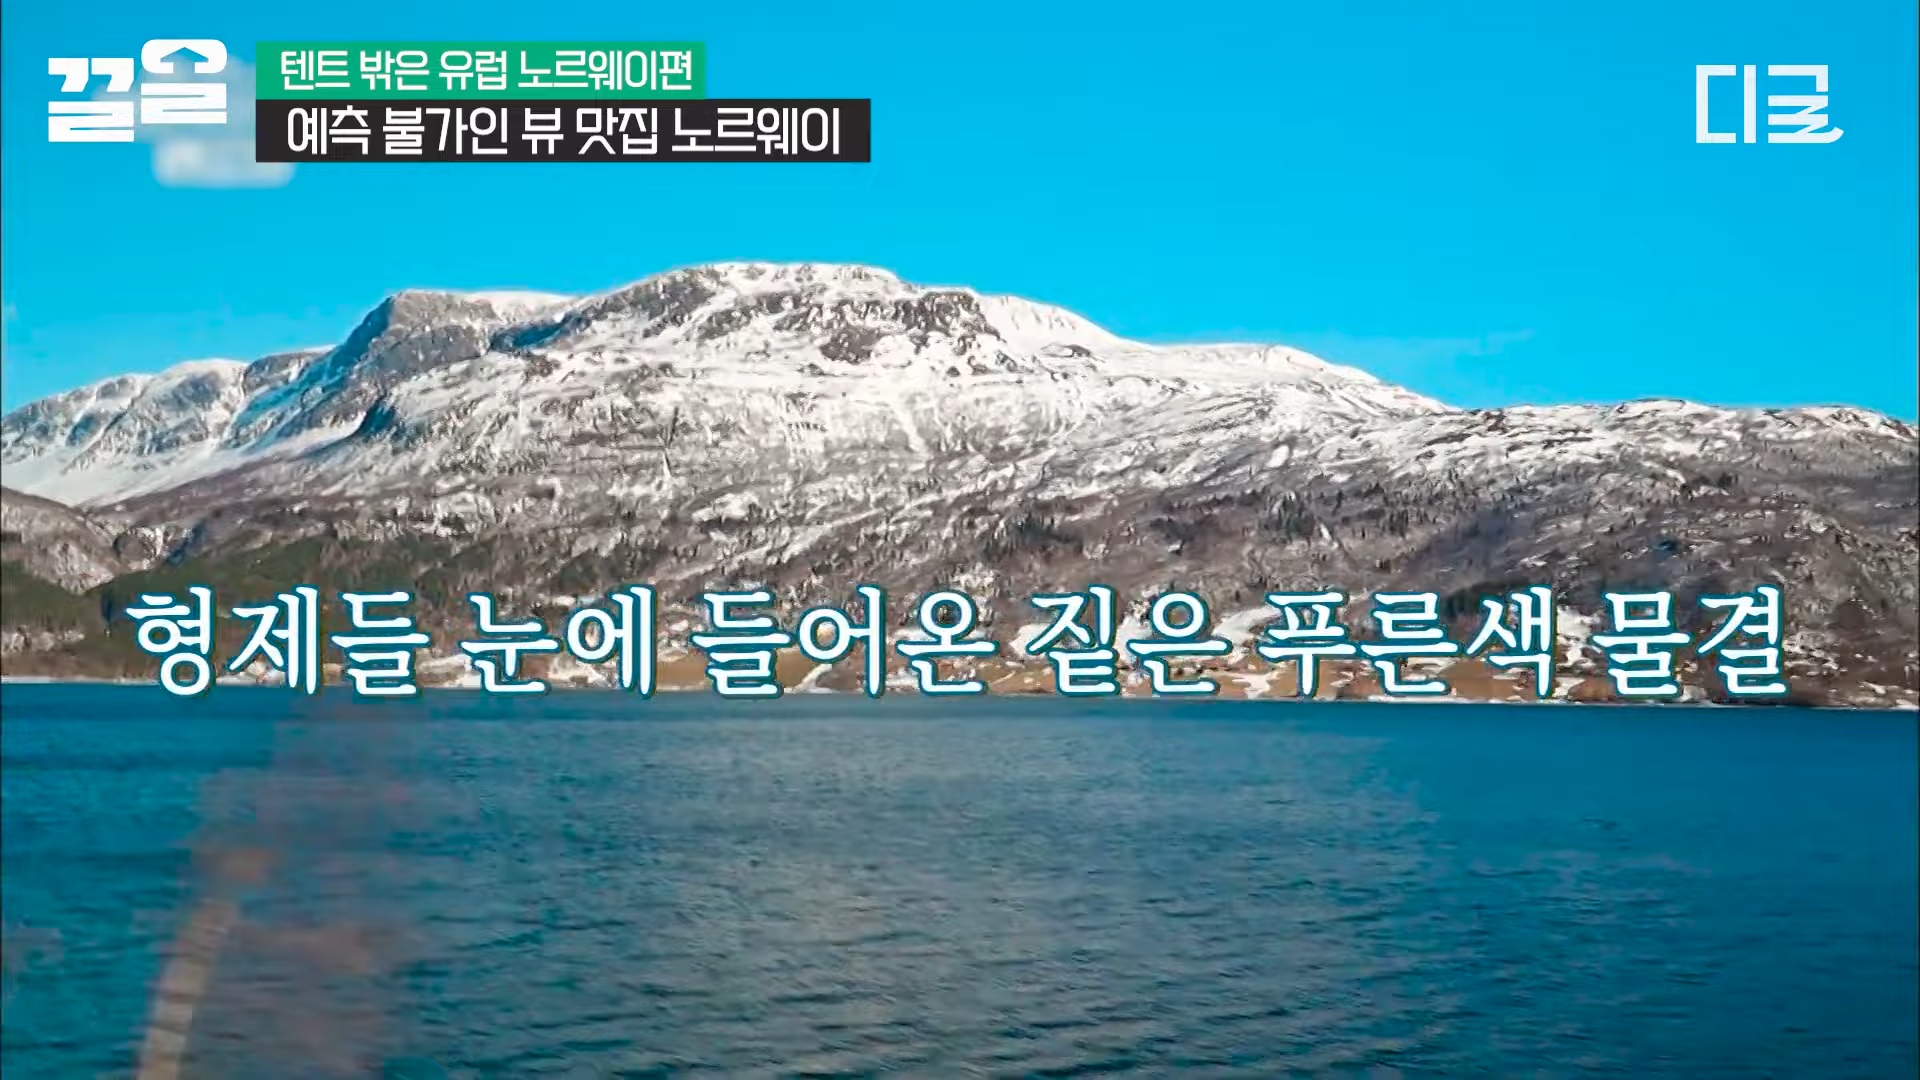 끌올
텐트 밖은 유럽 노르웨이편
예측 불가인 뷰 맛집 노르웨이
디글
형제들 눈에 들어온 짙은 푸른색 물결